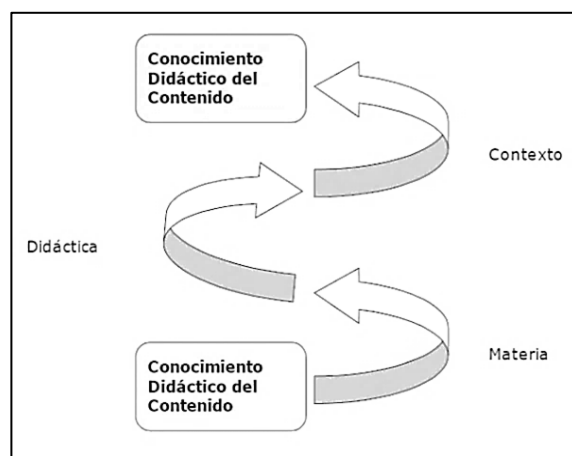 Conocimiento
Didáctico del
Contenido
Contexto
Didáctica
Materia
Conocimiento
Didáctico del
Contenido